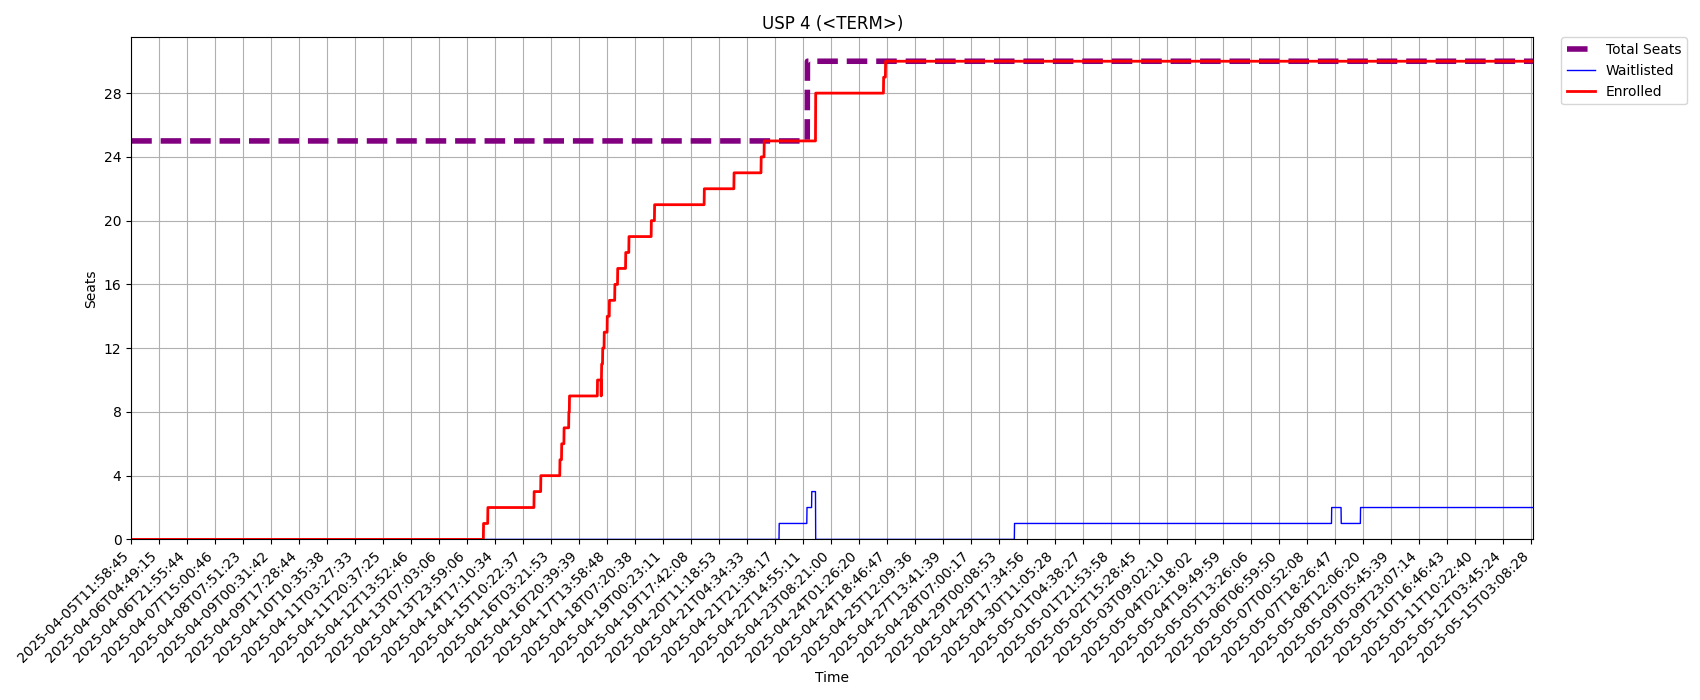 USP 4 (<TERM>)
Total Seats
Waitlisted
Enrolled
Seats
28
24
20
16
12
8
4
0
2025-04-05T11:58:45
2025-04-06T04:49:15
2025-04-06T21:55:44
2025-04-07T15:00:46
2025-04-08T07:51:23
2025-04-09T00:31:42
2025-04-09T17:28:44
2025-04-10T10:35:38
2025-04-11T03:27:33
2025-04-11T20:37:25
2025-04-12T13:52:46
2025-04-13T07:03:06
2025-04-13T23:59:06
2025-04-14T17:10:34
2025-04-15T10:22:37
2025-04-16T03:21:53
2025-04-16T20:39:39
2025-04-17T13:58:48
2025-04-18T07:20:38
2025-04-19T00:23:11
2025-04-19T17:42:08
2025-04-20T11:18:53
2025-04-21T04:34:33
2025-04-21T21:38:17
2025-04-22T14:55:11
2025-04-23T08:21:00
2025-04-24T01:26:20
2025-04-24T18:46:47
2025-04-25T12:09:36
2025-04-27T13:41:39
2025-04-28T07:00:17
2025-04-29T00:08:53
2025-04-29T17:34:56
2025-04-30T11:05:28
2025-05-01T04:38:27
2025-05-01T21:53:58
2025-05-02T15:28:45
2025-05-03T09:02:10
2025-05-04T02:18:02
2025-05-04T19:49:59
2025-05-05T13:26:06
2025-05-06T06:59:50
2025-05-07T00:52:08
2025-05-07T18:26:47
2025-05-08T12:06:20
2025-05-09T05:45:39
2025-05-09T23:07:14
2025-05-10T16:46:43
2025-05-11T10:22:40
2025-05-12T03:45:24
2025-05-15T03:08:28
Time